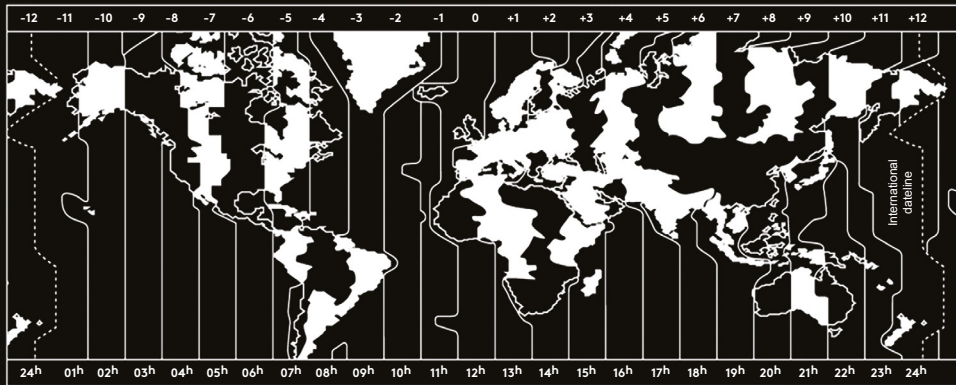 -12 -11 -10 -9 -8 -7 -6 -5 -4 -3 -2 -1 0 +1 +2 +3 +4 +5 +6 +7 +8 +9 +10 +11 +12
International
dateline
24h 01h 02h 03h 04h 05h 06h 07h 08h 09h 10h 11h 12h 13h 14h 15h 16h 17h 18h 19h 20h 21h 22h 23h 24h